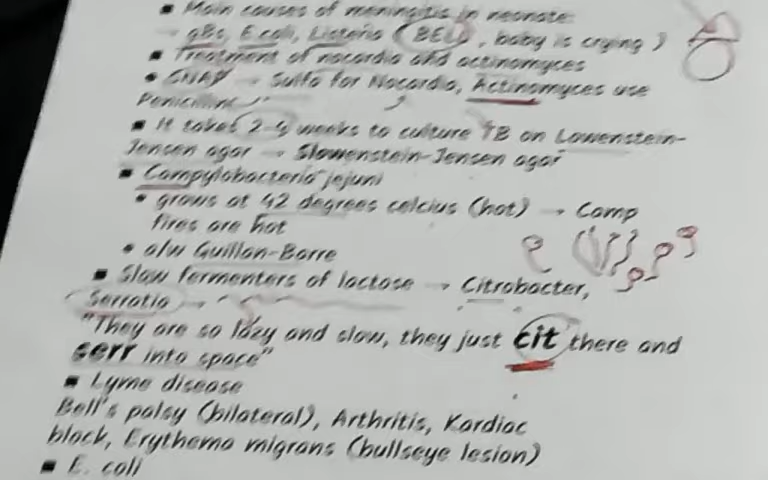 ▪ Main causes of meningitis in neonate:
→ gBs, E.coli, Listeria (BEL), baby is crying )
▪ Treatment of nocardia and actinomyces
• SNAP → Sulfa for Nocardia, Actinomyces use
Penicillin
▪ It takes 2-4 weeks to culture TB on Lowenstein-
Jensen agar → Slowenstein-Jensen agar
▪ Campylobacteria jejuni
• grows at 42 degrees celcius (hot) → Camp
fires are hot
• a/w Guillan-Barre
▪ Slow fermenters of lactose → Citrobacter,
Serratia →
"They are so lazy and slow, they just cit there and
serr into space"
▪ Lyme disease
Bell's palsy (bilateral), Arthritis, Kardiac
block, Erythema migrans (bullseye lesion)
▪ E. coli